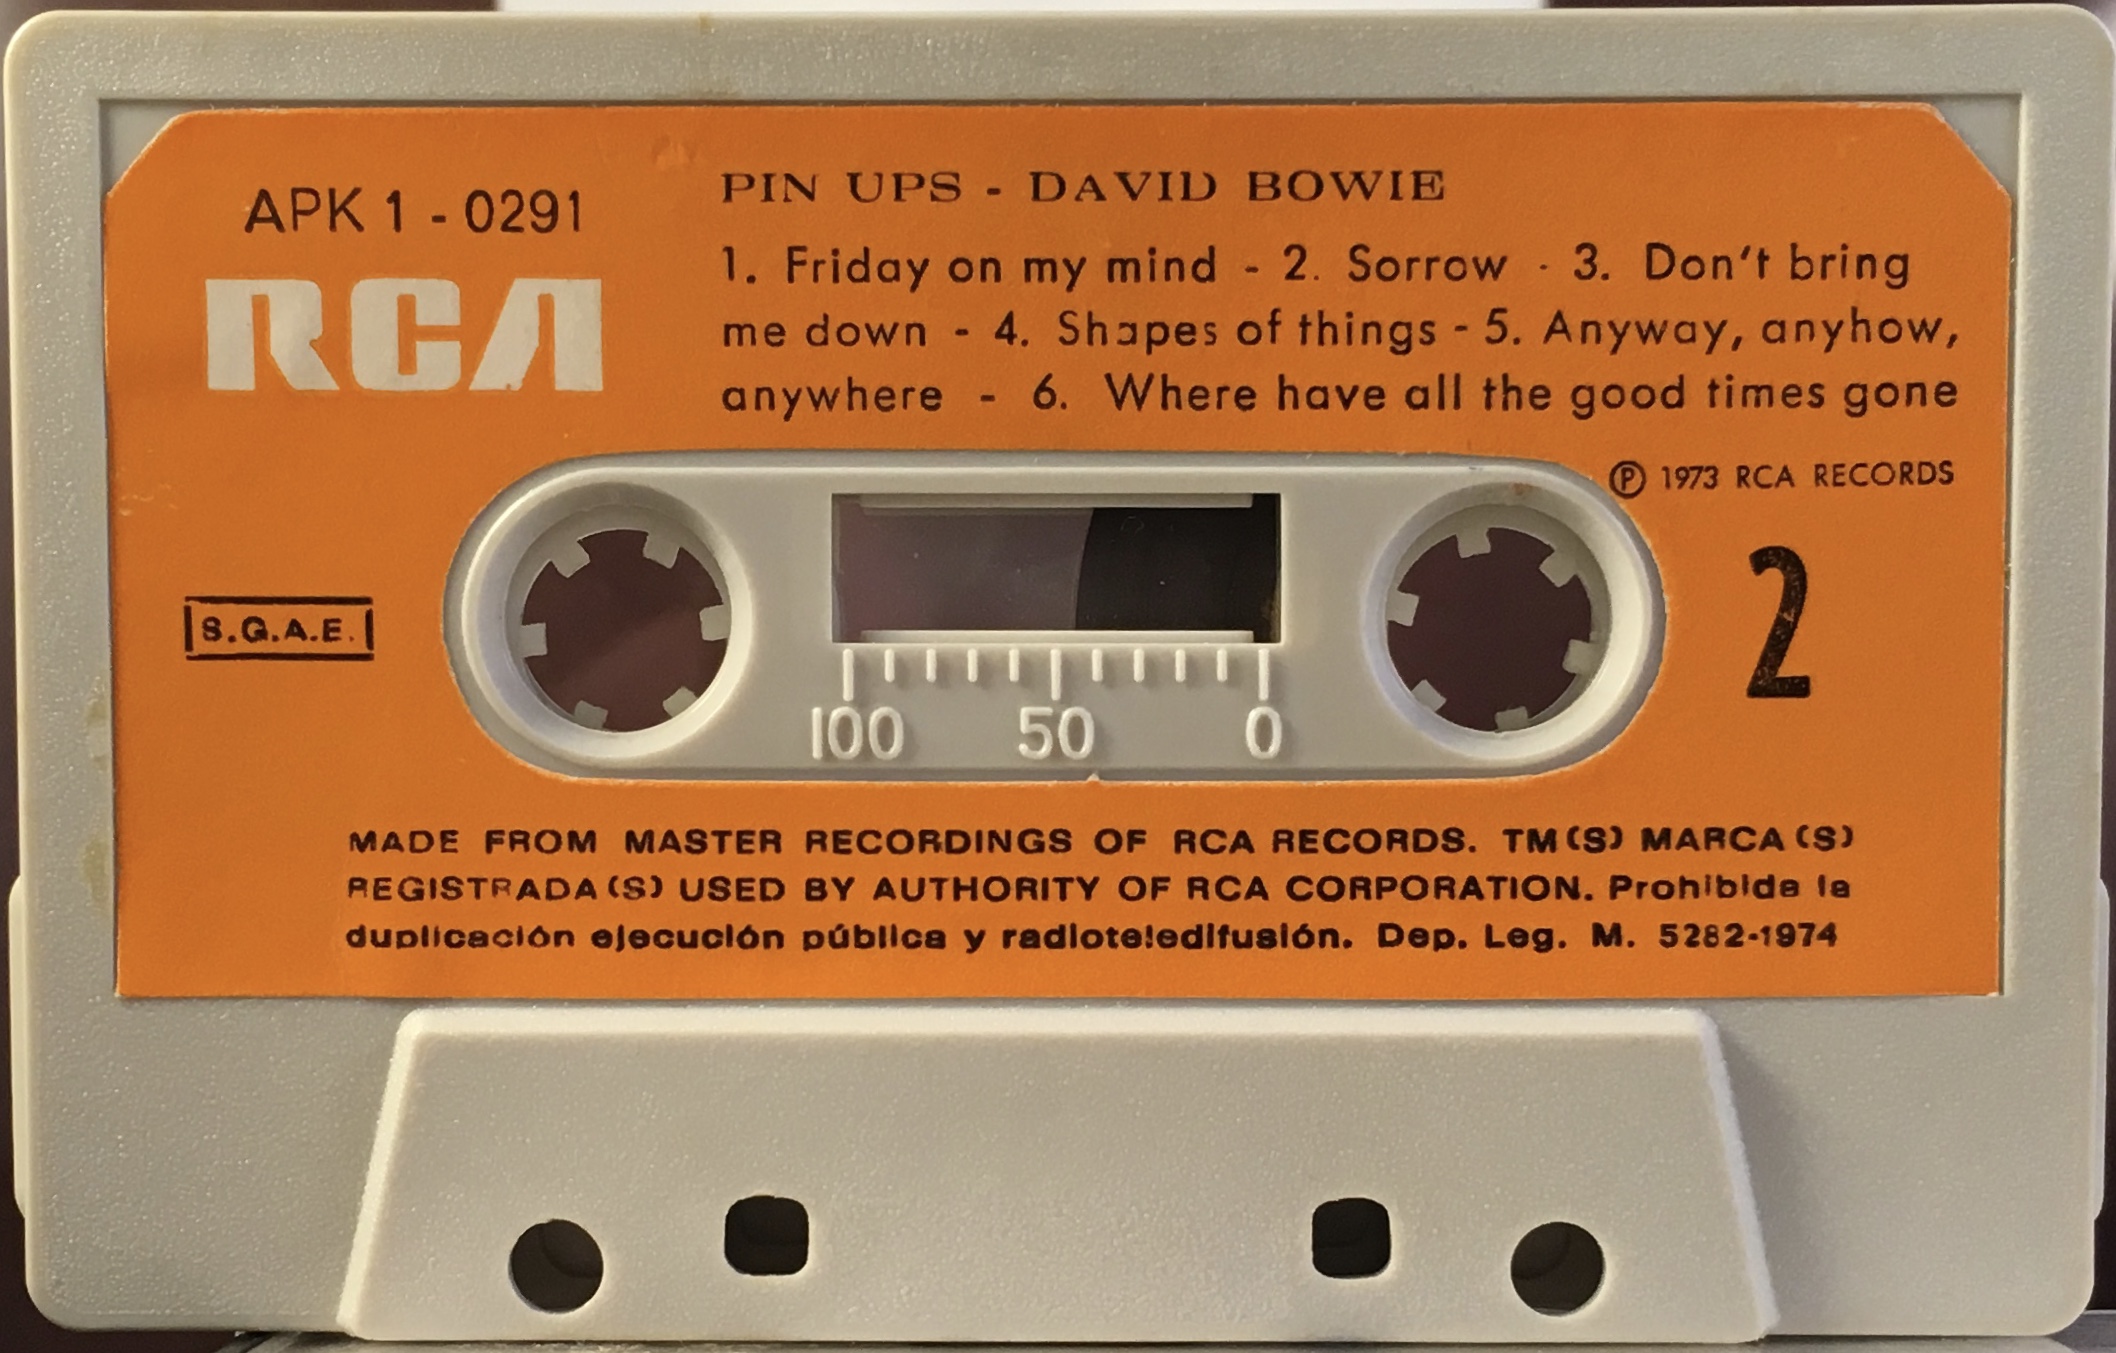 APK 1 - 0291
RCA
PIN UPS - DAVID BOWIE
1. Friday on my mind - 2. Sorrow - 3. Don't bring
me down - 4. Shapes of things - 5. Anyway, anyhow,
anywhere - 6. Where have all the good times gone
Ⓟ 1973 RCA RECORDS
2
S.G.A.E.
100 50 0
MADE FROM MASTER RECORDINGS OF RCA RECORDS. TM(S) MARCA(S)
REGISTRADA(S) USED BY AUTHORITY OF RCA CORPORATION. Prohibida la
duplicación ejecución pública y radioteledifusión. Dep. Leg. M. 5282-1974